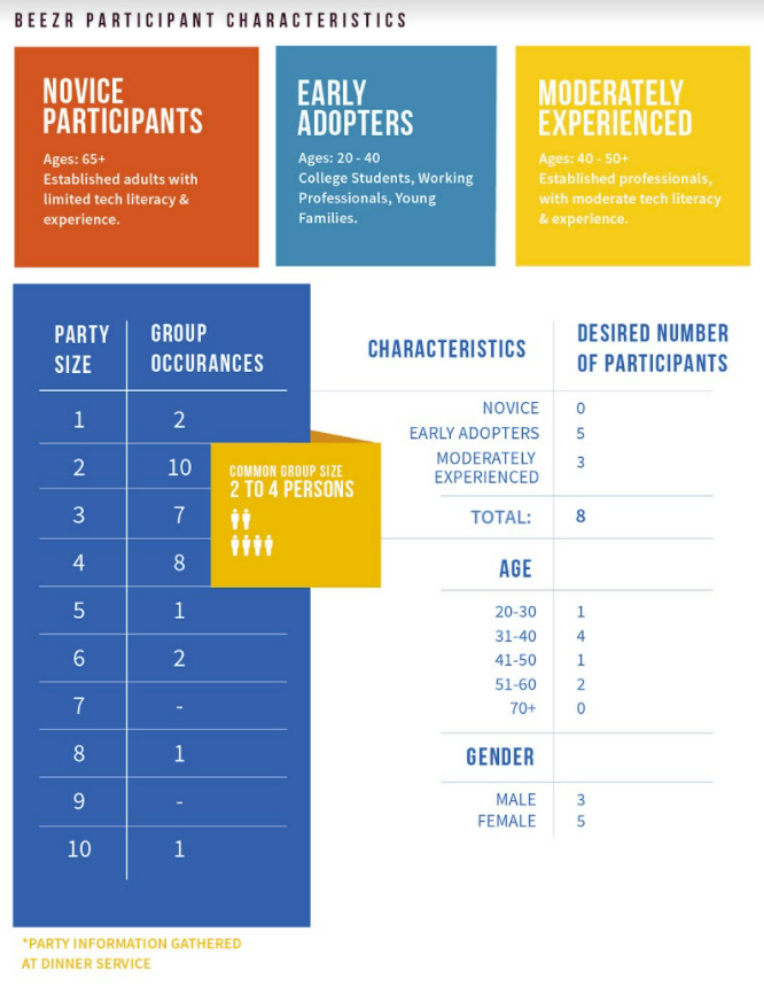 BEEZR PARTICIPANT CHARACTERISTICS
NOVICE
PARTICIPANTS
Ages: 65+
Established adults with
limited tech literacy &
experience.
EARLY
ADOPTERS
Ages: 20 - 40
College Students, Working
Professionals, Young
Families.
MODERATELY
EXPERIENCED
Ages: 40 - 50+
Established professionals,
with moderate tech literacy
& experience.
PARTY SIZE GROUP OCCURANCES
1 2
2 10
3 7
4 8
5 1
6 2
7 -
8 1
9 -
10 1
COMMON GROUP SIZE
2 TO 4 PERSONS
*PARTY INFORMATION GATHERED
AT DINNER SERVICE
CHARACTERISTICS DESIRED NUMBER OF PARTICIPANTS
NOVICE 0
EARLY ADOPTERS 5
MODERATELY EXPERIENCED 3
TOTAL: 8
AGE
20-30 1
31-40 4
41-50 1
51-60 2
70+ 0
GENDER
MALE 3
FEMALE 5